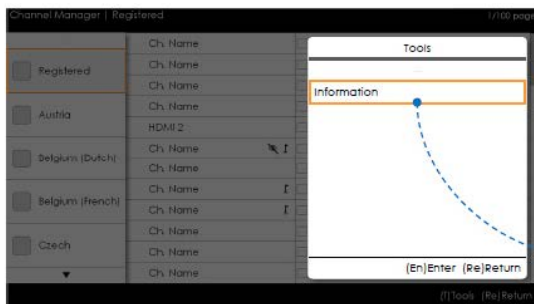 Channel Manager | Registered
1/100 page
Registered
Austria
Belgium (Dutch)
Belgium (French)
Czech
▼
Ch. Name
Ch. Name
Ch. Name
Ch. Name
HDMI 2
Ch. Name
Ch. Name
Ch. Name
Ch. Name
Ch. Name
Ch. Name
Ch. Name
Tools
...
Information
(En)Enter (Re)Return
(T)Tools (Re)Return